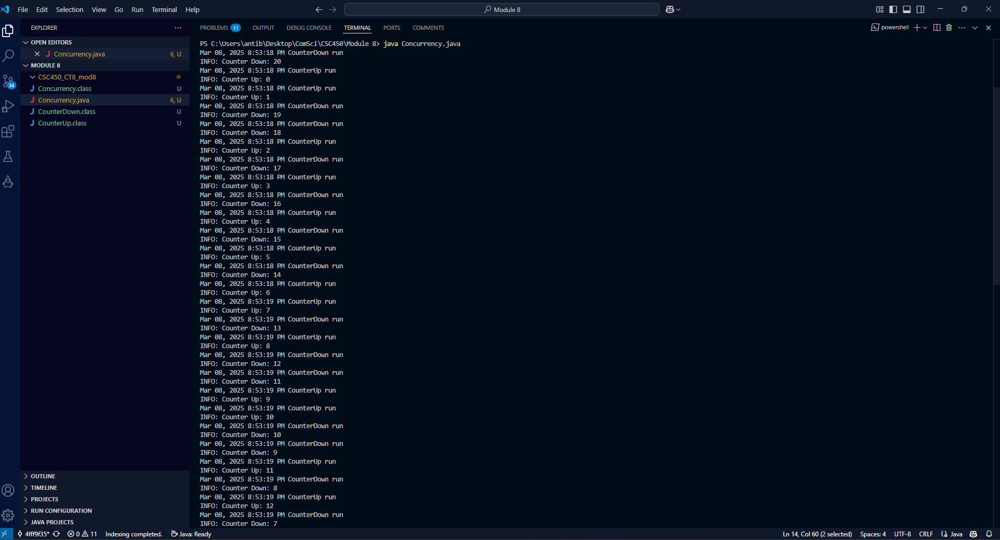 File Edit Selection View Go Run Terminal Help
Module 8
EXPLORER
OPEN EDITORS
J Concurrency.java 6, U
MODULE 8
CSC450_CT8_mod8
J Concurrency.class U
J Concurrency.java 6, U
J CounterDown.class U
J CounterUp.class U
34
OUTLINE
TIMELINE
PROJECTS
RUN CONFIGURATION
JAVA PROJECTS
PROBLEMS 11 OUTPUT DEBUG CONSOLE TERMINAL PORTS COMMENTS
powershell
PS C:\Users\antib\Desktop\ComSci\CSC450\Module 8> java Concurrency.java
Mar 08, 2025 8:53:18 PM CounterDown run
INFO: Counter Down: 20
Mar 08, 2025 8:53:18 PM CounterUp run
INFO: Counter Up: 0
Mar 08, 2025 8:53:18 PM CounterUp run
INFO: Counter Up: 1
Mar 08, 2025 8:53:18 PM CounterDown run
INFO: Counter Down: 19
Mar 08, 2025 8:53:18 PM CounterDown run
INFO: Counter Down: 18
Mar 08, 2025 8:53:18 PM CounterUp run
INFO: Counter Up: 2
Mar 08, 2025 8:53:18 PM CounterDown run
INFO: Counter Down: 17
Mar 08, 2025 8:53:18 PM CounterUp run
INFO: Counter Up: 3
Mar 08, 2025 8:53:18 PM CounterDown run
INFO: Counter Down: 16
Mar 08, 2025 8:53:18 PM CounterUp run
INFO: Counter Up: 4
Mar 08, 2025 8:53:18 PM CounterDown run
INFO: Counter Down: 15
Mar 08, 2025 8:53:18 PM CounterUp run
INFO: Counter Up: 5
Mar 08, 2025 8:53:18 PM CounterDown run
INFO: Counter Down: 14
Mar 08, 2025 8:53:18 PM CounterUp run
INFO: Counter Up: 6
Mar 08, 2025 8:53:19 PM CounterUp run
INFO: Counter Up: 7
Mar 08, 2025 8:53:19 PM CounterDown run
INFO: Counter Down: 13
Mar 08, 2025 8:53:19 PM CounterUp run
INFO: Counter Up: 8
Mar 08, 2025 8:53:19 PM CounterDown run
INFO: Counter Down: 12
Mar 08, 2025 8:53:19 PM CounterDown run
INFO: Counter Down: 11
Mar 08, 2025 8:53:19 PM CounterUp run
INFO: Counter Up: 9
Mar 08, 2025 8:53:19 PM CounterUp run
INFO: Counter Up: 10
Mar 08, 2025 8:53:19 PM CounterDown run
INFO: Counter Down: 10
Mar 08, 2025 8:53:19 PM CounterDown run
INFO: Counter Down: 9
Mar 08, 2025 8:53:19 PM CounterUp run
INFO: Counter Up: 11
Mar 08, 2025 8:53:19 PM CounterDown run
INFO: Counter Down: 8
Mar 08, 2025 8:53:19 PM CounterUp run
INFO: Counter Up: 12
Mar 08, 2025 8:53:19 PM CounterDown run
INFO: Counter Down: 7
4fff9f35* 0 11 Indexing completed. Java: Ready Ln 14, Col 60 (2 selected) Spaces: 4 UTF-8 CRLF Java